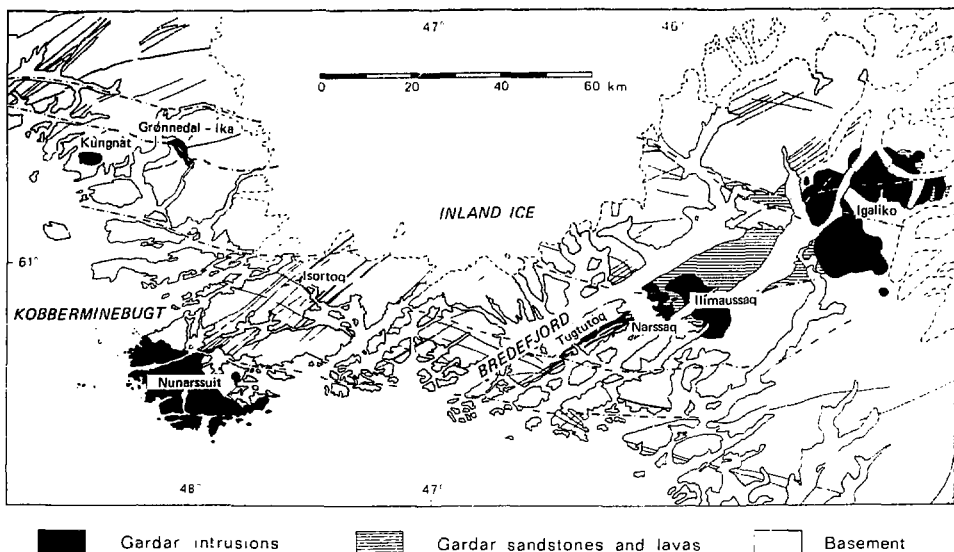 47°
46°
0 20 40 60 km
Grønnedal - Ika
Kûngnât
INLAND ICE
Igaliko
61°
Isortoq
KOBBERMINEBUGT
Ilímaussaq
BREDEFJORD
Tugtutoq
Narssaq
Nunarssuit
48°
47°
Gardar intrusions
Gardar sandstones and lavas
Basement